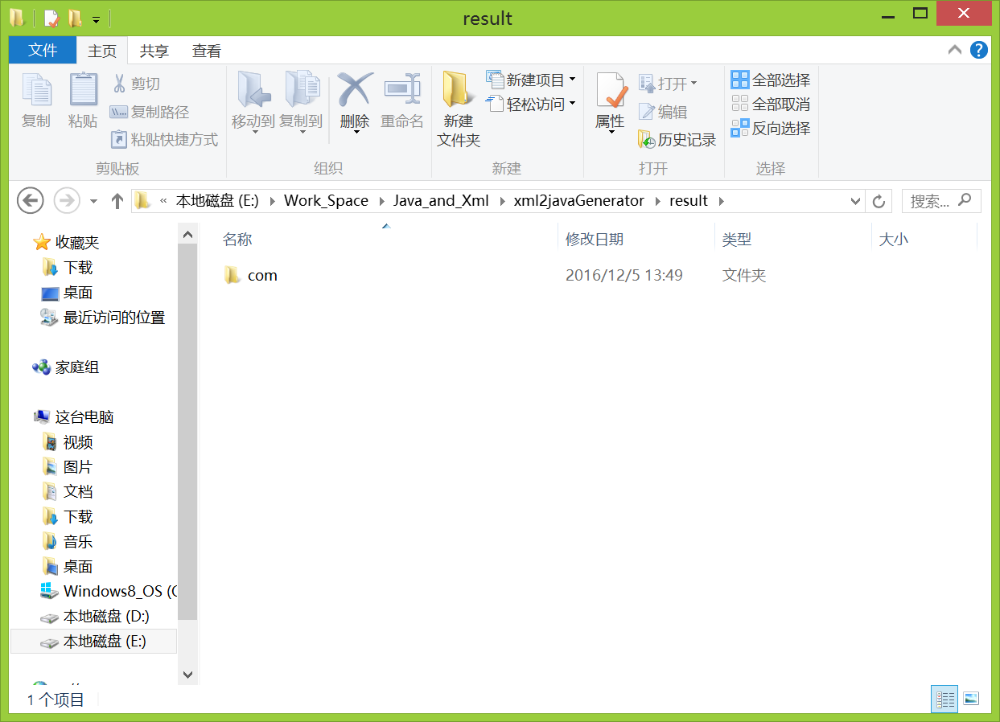 result
文件 主页 共享 查看
复制
粘贴
剪切
复制路径
粘贴快捷方式
剪贴板
移动到
复制到
删除
重命名
组织
新建
文件夹
新建项目
轻松访问
新建
属性
打开
编辑
历史记录
打开
全部选择
全部取消
反向选择
选择
« 本地磁盘 (E:) Work_Space Java_and_Xml xml2javaGenerator result
搜索...
收藏夹
下载
桌面
最近访问的位置
家庭组
这台电脑
视频
图片
文档
下载
音乐
桌面
Windows8_OS (C
本地磁盘 (D:)
本地磁盘 (E:)
名称 修改日期 类型 大小
com 2016/12/5 13:49 文件夹
1 个项目